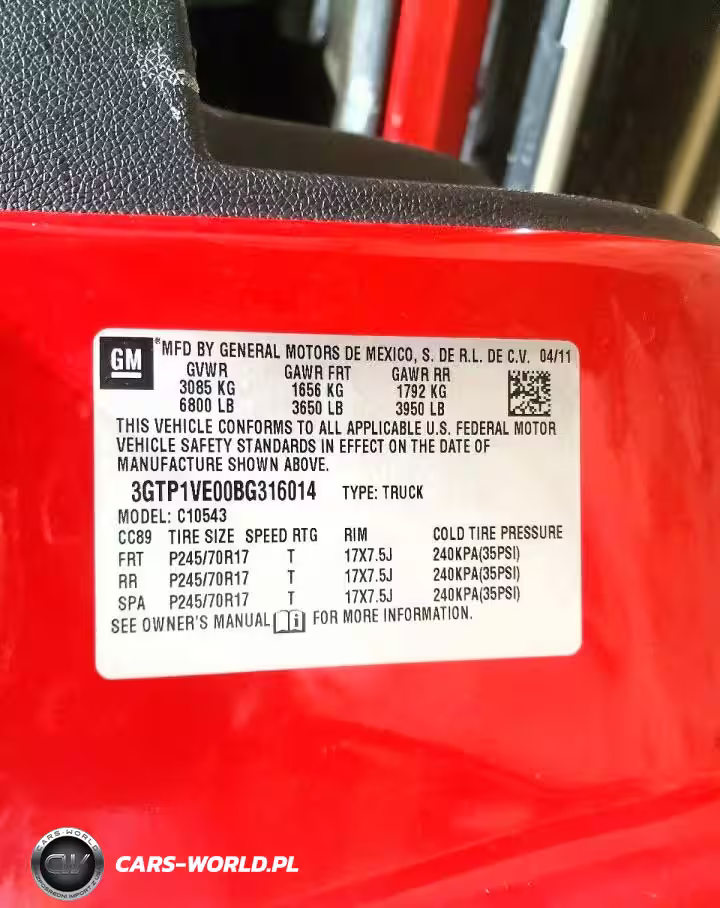 GM
®MFD BY GENERAL MOTORS DE MEXICO, S. DE R.L. DE C.V. 04/11
GVWR GAWR FRT GAWR RR
3085 KG 1656 KG 1792 KG
6800 LB 3650 LB 3950 LB
THIS VEHICLE CONFORMS TO ALL APPLICABLE U.S. FEDERAL MOTOR
VEHICLE SAFETY STANDARDS IN EFFECT ON THE DATE OF
MANUFACTURE SHOWN ABOVE.
3GTP1VE00BG316014 TYPE: TRUCK
MODEL: C10543
CC89 TIRE SIZE SPEED RTG RIM COLD TIRE PRESSURE
FRT P245/70R17 T 17X7.5J 240KPA(35PSI)
RR P245/70R17 T 17X7.5J 240KPA(35PSI)
SPA P245/70R17 T 17X7.5J 240KPA(35PSI)
SEE OWNER'S MANUAL FOR MORE INFORMATION.
CARS-WORLD
CW
CARS-WORLD.PL